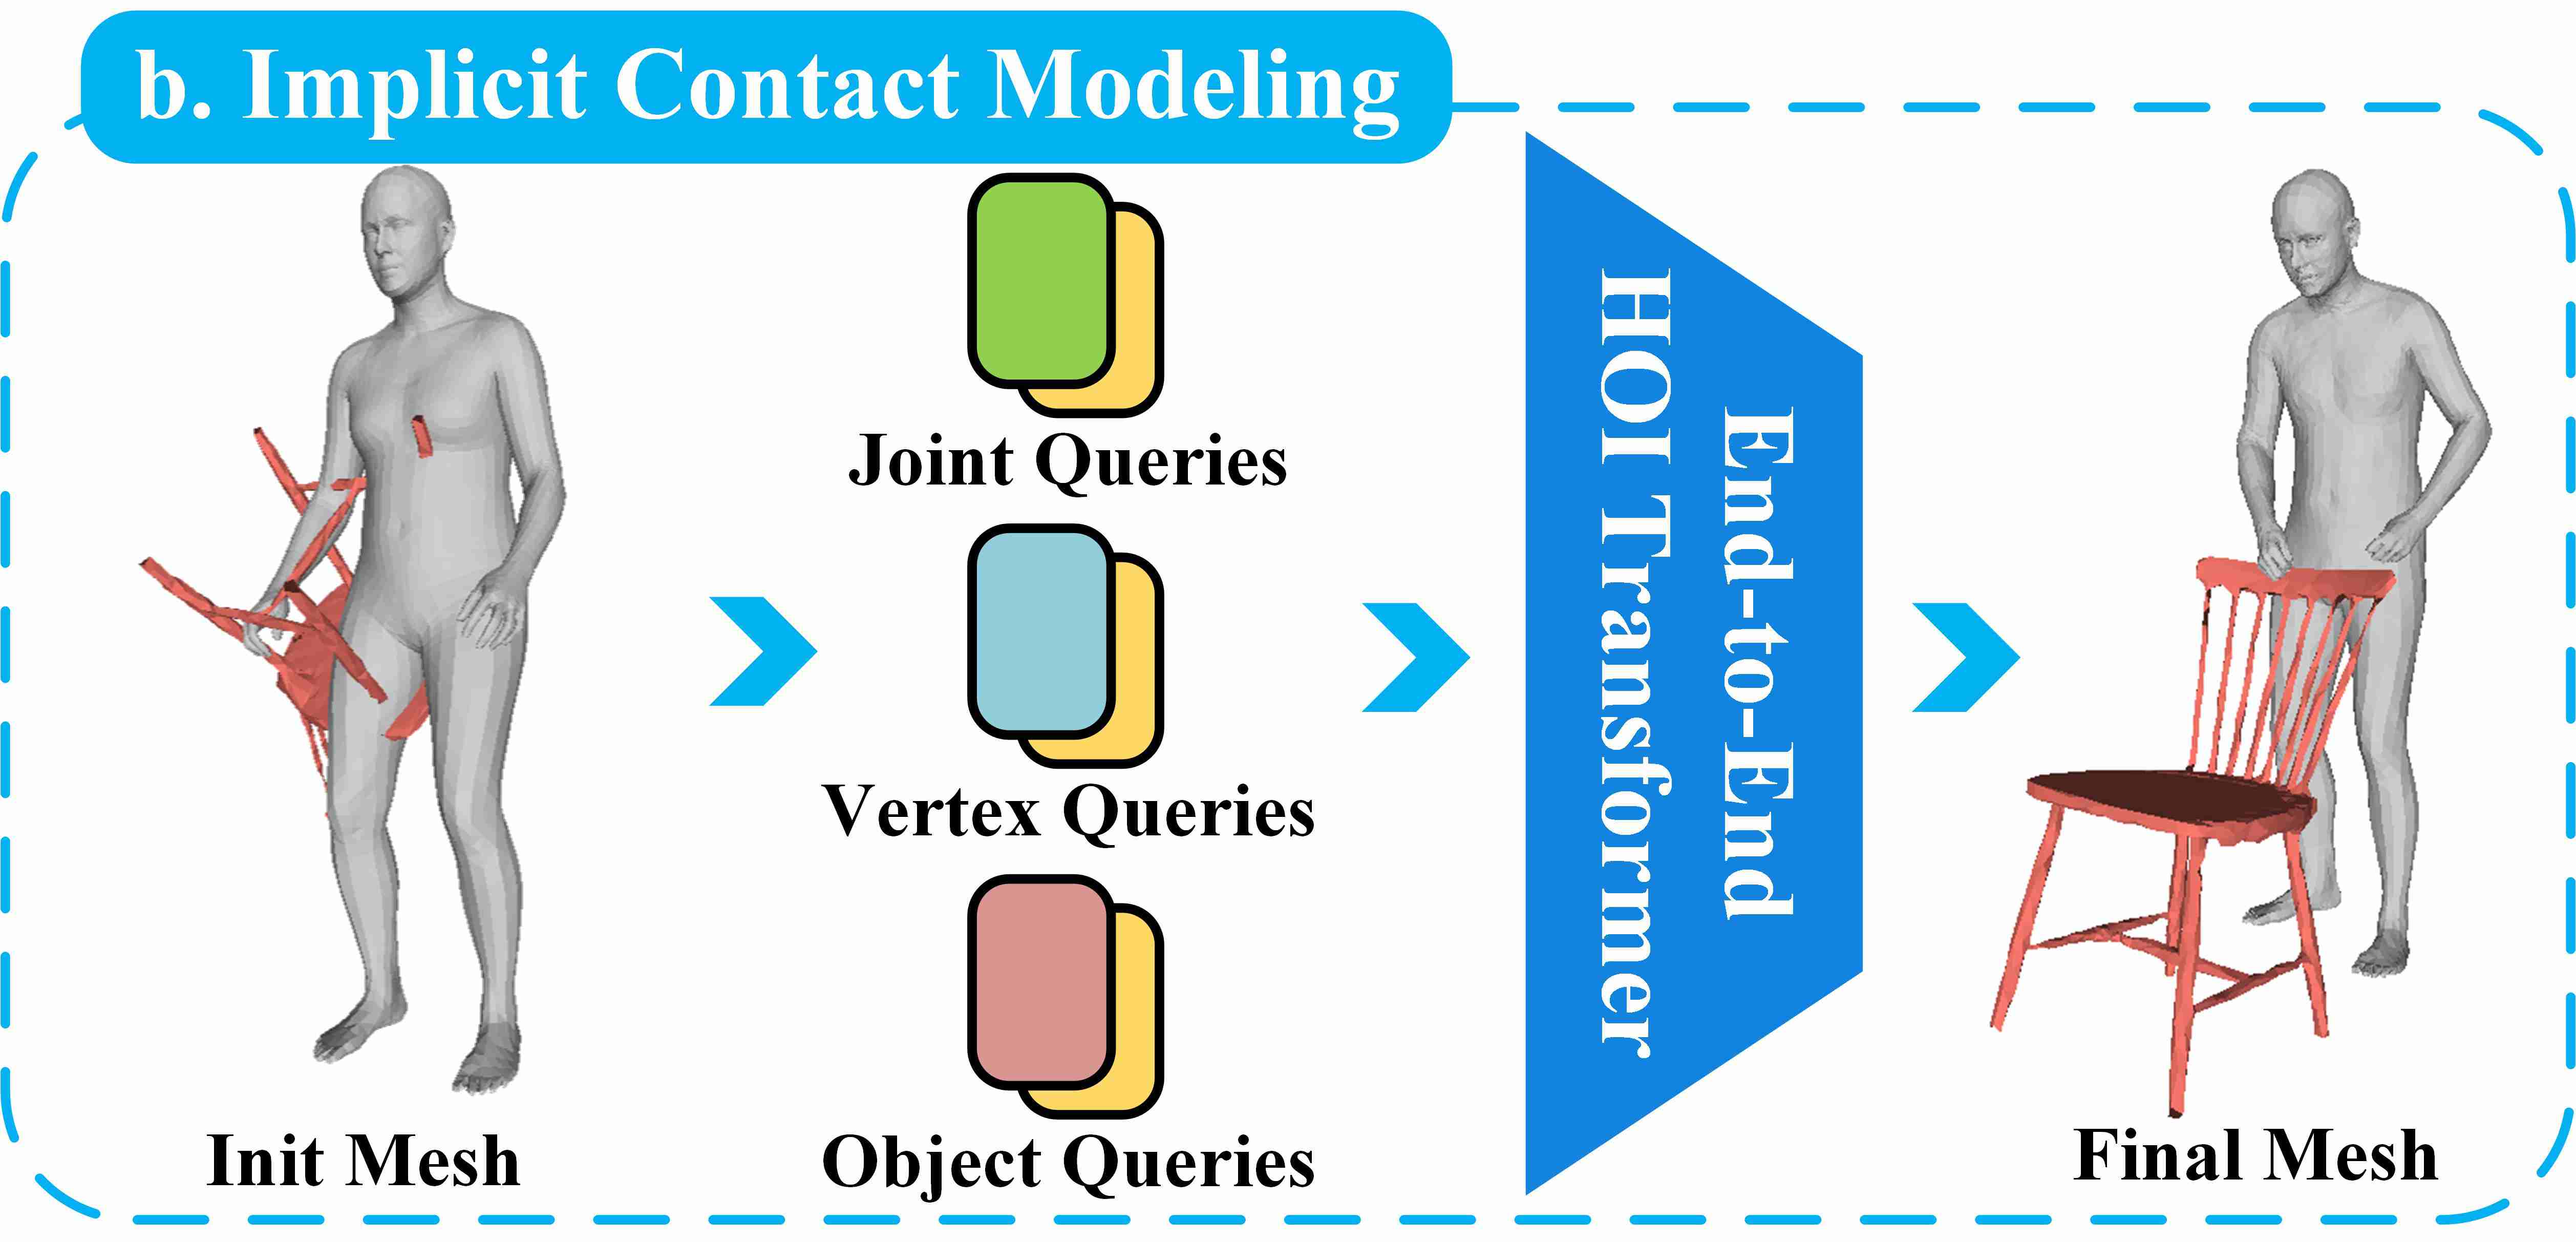 b. Implicit Contact Modeling
Init Mesh
Joint Queries
Vertex Queries
Object Queries
End-to-End
HOI Transformer
Final Mesh